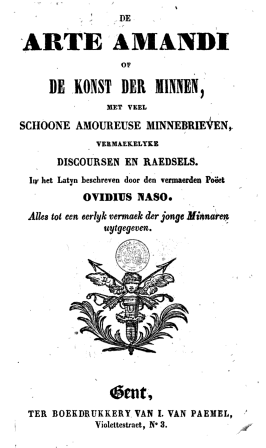 DE
ARTE AMANDI
OF
DE KONST DER MINNEN,
MET VEEL
SCHOONE AMOUREUSE MINNEBRIEVEN,
VERMAEKELYKE
DISCOURSEN EN RAEDSELS.
In het Latyn beschreven door den vermaerden Poëet
OVIDIUS NASO.
Alles tot een eerlyk vermaek der jonge Minnaren
uytgegeven.
Gent,
TER BOEKDRUKKERY VAN I. VAN PAEMEL,
Violettestraet, No 3.